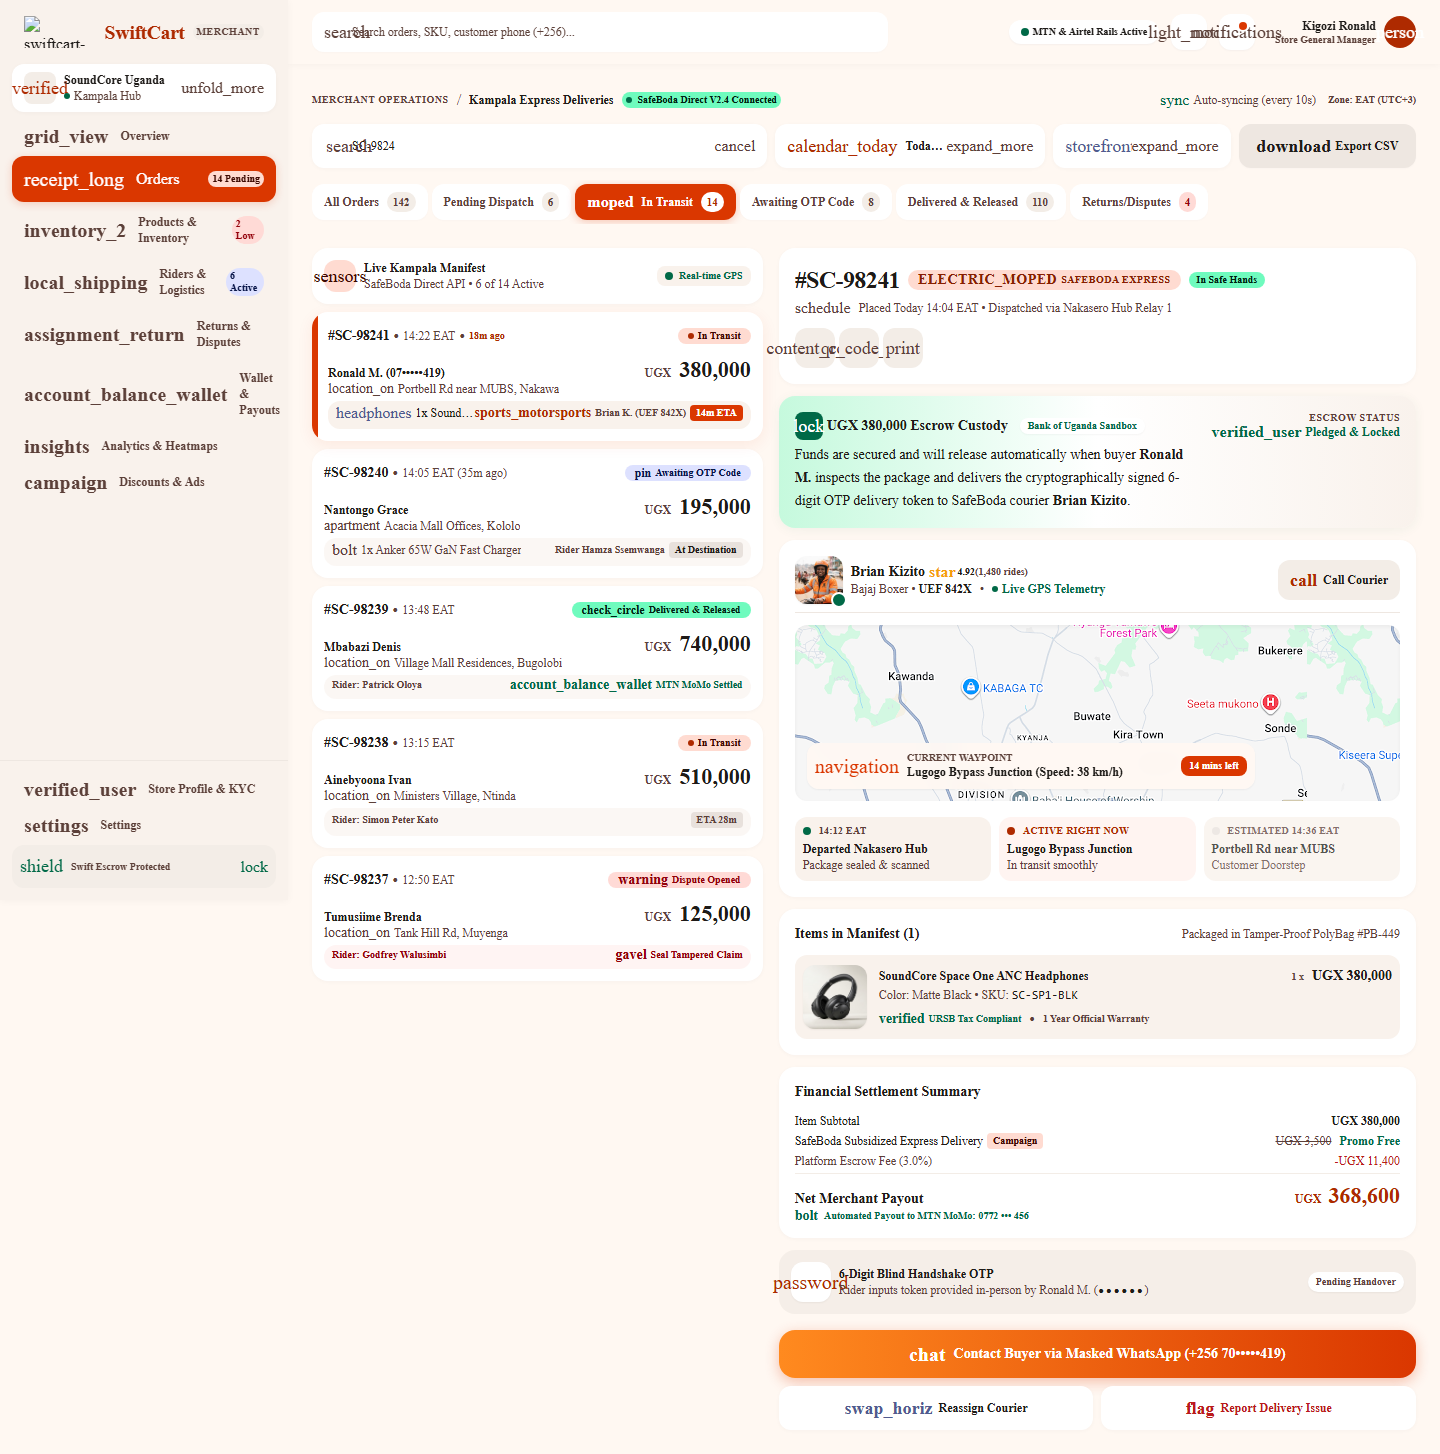 swiftcart-
SwiftCart MERCHANT
verified SoundCore Uganda
Kampala Hub
unfold_more
grid_view Overview
receipt_long Orders 14 Pending
inventory_2 Products & Inventory 2 Low
local_shipping Riders & Logistics 6 Active
assignment_return Returns & Disputes
account_balance_wallet Wallet & Payouts
insights Analytics & Heatmaps
campaign Discounts & Ads
verified_user Store Profile & KYC
settings Settings
shield Swift Escrow Protected lock
search Search orders, SKU, customer phone (+256)...
MTN & Airtel Rails Active
notifications
Kigozi Ronald
Store General Manager
MERCHANT OPERATIONS / Kampala Express Deliveries SafeBoda Direct V2.4 Connected
sync Auto-syncing (every 10s) Zone: EAT (UTC+3)
search SC-9824 cancel
calendar_today Toda... expand_more
storefront expand_more
download Export CSV
All Orders 142
Pending Dispatch 6
moped In Transit 14
Awaiting OTP Code 8
Delivered & Released 110
Returns/Disputes 4
sensors Live Kampala Manifest
SafeBoda Direct API • 6 of 14 Active
Real-time GPS
#SC-98241 • 14:22 EAT • 18m ago In Transit
Ronald M. (07•••••419) UGX 380,000
location_on Portbell Rd near MUBS, Nakawa
headphones 1x Sound... sports_motorsports Brian K. (UEF 842X) 14m ETA
#SC-98240 • 14:05 EAT (35m ago) pin Awaiting OTP Code
Nantongo Grace UGX 195,000
apartment Acacia Mall Offices, Kololo
bolt 1x Anker 65W GaN Fast Charger Rider Hamza Ssemwanga At Destination
#SC-98239 • 13:48 EAT check_circle Delivered & Released
Mbabazi Denis UGX 740,000
location_on Village Mall Residences, Bugolobi
Rider: Patrick Oloya account_balance_wallet MTN MoMo Settled
#SC-98238 • 13:15 EAT In Transit
Ainebyoona Ivan UGX 510,000
location_on Ministers Village, Ntinda
Rider: Simon Peter Kato ETA 28m
#SC-98237 • 12:50 EAT warning Dispute Opened
Tumusiime Brenda UGX 125,000
location_on Tank Hill Rd, Muyenga
Rider: Godfrey Walusimbi gavel Seal Tampered Claim
#SC-98241 ELECTRIC_MOPED SAFEBODA EXPRESS In Safe Hands
schedule Placed Today 14:04 EAT • Dispatched via Nakasero Hub Relay 1
print
lock UGX 380,000 Escrow Custody Bank of Uganda Sandbox
Funds are secured and will release automatically when buyer Ronald
M. inspects the package and delivers the cryptographically signed 6-
digit OTP delivery token to SafeBoda courier Brian Kizito.
ESCROW STATUS
verified_user Pledged & Locked
Brian Kizito star 4.92 (1,480 rides)
Bajaj Boxer • UEF 842X • Live GPS Telemetry
call Call Courier
Forest Park
Bukerere
Kawanda
KABAGA TC
Seeta mukono
Buwate
Sonde
KYANJA
Kira Town
Kiseera Supe
navigation CURRENT WAYPOINT
Lugogo Bypass Junction (Speed: 38 km/h)
14 mins left
DIVISION
Baha'i House of Worship
14:12 EAT
Departed Nakasero Hub
Package sealed & scanned
ACTIVE RIGHT NOW
Lugogo Bypass Junction
In transit smoothly
ESTIMATED 14:36 EAT
Portbell Rd near MUBS
Customer Doorstep
Items in Manifest (1) Packaged in Tamper-Proof PolyBag #PB-449
SoundCore Space One ANC Headphones 1 x UGX 380,000
Color: Matte Black • SKU: SC-SP1-BLK
verified URSB Tax Compliant • 1 Year Official Warranty
Financial Settlement Summary
Item Subtotal UGX 380,000
SafeBoda Subsidized Express Delivery Campaign UGX 3,500 Promo Free
Platform Escrow Fee (3.0%) -UGX 11,400
Net Merchant Payout UGX 368,600
bolt Automated Payout to MTN MoMo: 0772 ••• 456
password 6-Digit Blind Handshake OTP
Rider inputs token provided in-person by Ronald M. (••••••)
Pending Handover
chat Contact Buyer via Masked WhatsApp (+256 70•••••419)
swap_horiz Reassign Courier
flag Report Delivery Issue